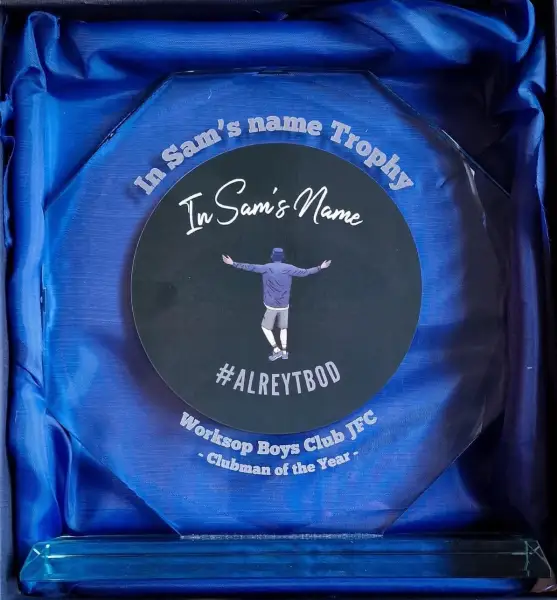 In Sam's name Trophy
In Sam's Name
#ALREYTBOD
Worksop Boys Club JFC
- Clubman of the Year -